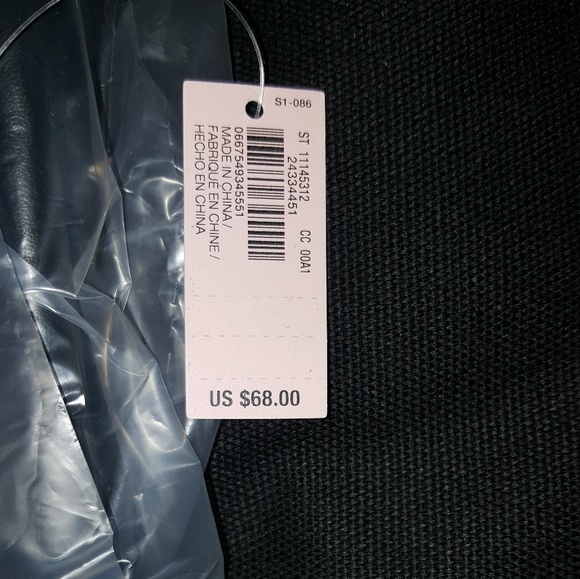 S1-086
ST 11145312 CC 00A1
24334451
0667549345551
MADE IN CHINA /
FABRIQUÉ EN CHINE /
HECHO EN CHINA
US $68.00